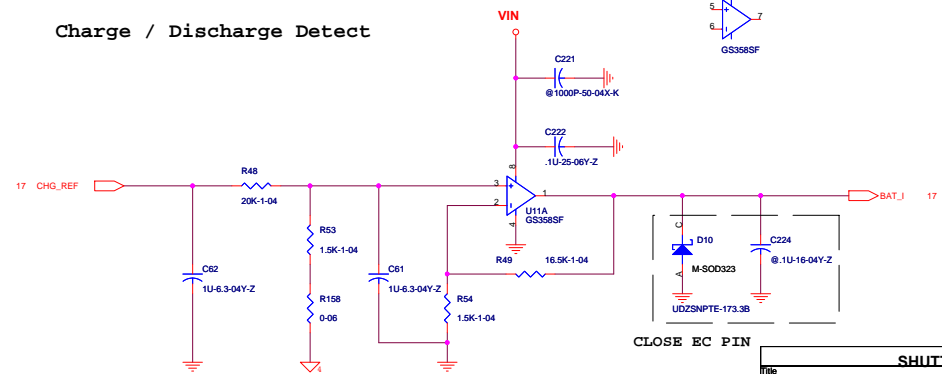 Charge / Discharge Detect
VIN
5
6
7
GS358SF
C221
@1000P-50-04X-K
C222
.1U-25-06Y-Z
17 CHG_REF
R48
20K-1-04
3
2
8
1
4
U11A
GS358SF
BAT_I 17
R53
1.5K-1-04
R49
16.5K-1-04
C
D10
C224
@.1U-16-04Y-Z
M-SOD323
A
UDZSNPTE-173.3B
C62
1U-6.3-04Y-Z
C61
1U-6.3-04Y-Z
R158
0-06
R54
1.5K-1-04
CLOSE EC PIN
4
SHUT
Title